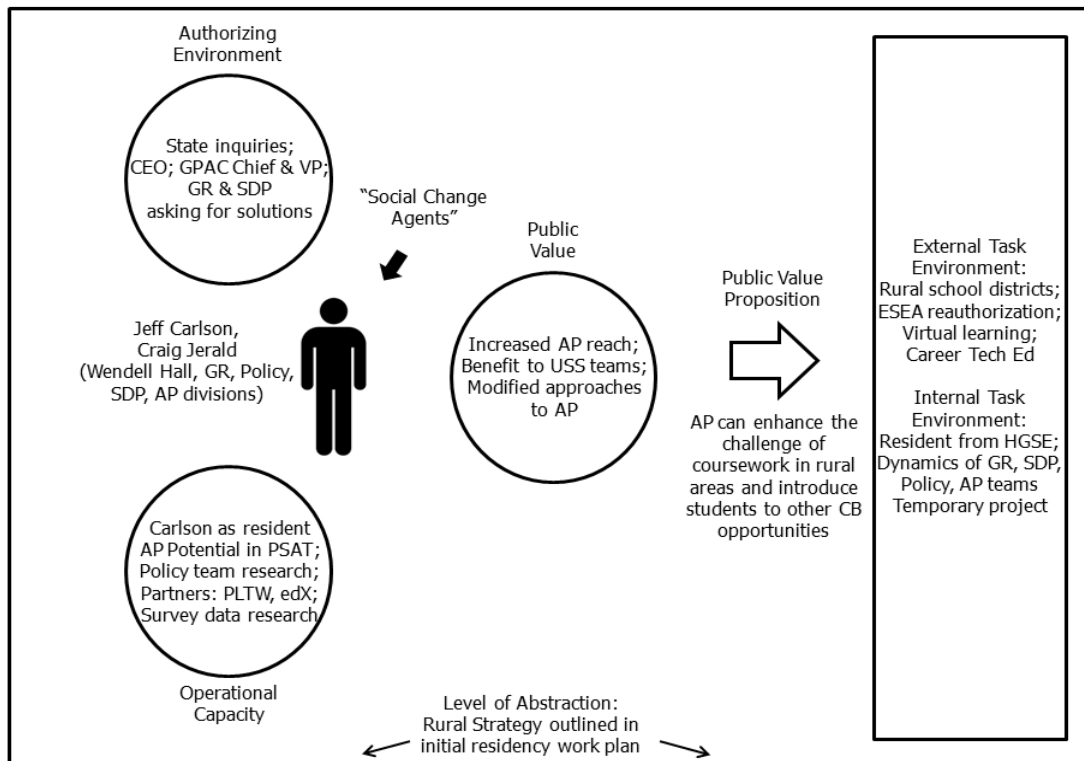 Authorizing
Environment
State inquiries;
CEO; GPAC Chief & VP;
GR & SDP
asking for solutions
"Social Change
Agents"
Jeff Carlson,
Craig Jerald
(Wendell Hall, GR, Policy,
SDP, AP divisions)
Public
Value
Increased AP reach;
Benefit to USS teams;
Modified approaches
to AP
Public Value
Proposition
AP can enhance the
challenge of
coursework in rural
areas and introduce
students to other CB
opportunities
External Task
Environment:
Rural school districts;
ESEA reauthorization;
Virtual learning;
Career Tech Ed
Internal Task
Environment:
Resident from HGSE;
Dynamics of GR, SDP,
Policy, AP teams
Temporary project
Carlson as resident
AP Potential in PSAT;
Policy team research;
Partners: PLTW, edX;
Survey data research
Operational
Capacity
Level of Abstraction:
Rural Strategy outlined in
initial residency work plan